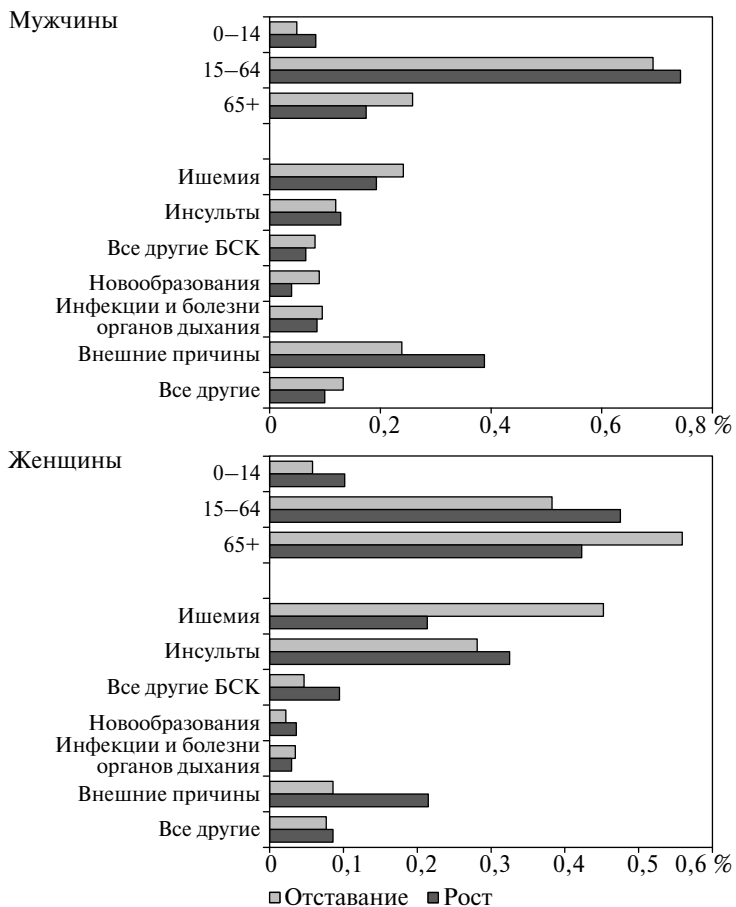 Мужчины
0–14
15–64
65+
Ишемия
Инсульты
Все другие БСК
Новообразования
Инфекции и болезни
органов дыхания
Внешние причины
Все другие
0 0,2 0,4 0,6 0,8 %
Женщины
0–14
15–64
65+
Ишемия
Инсульты
Все другие БСК
Новообразования
Инфекции и болезни
органов дыхания
Внешние причины
Все другие
0 0,1 0,2 0,3 0,4 0,5 0,6 %
Отставание Рост